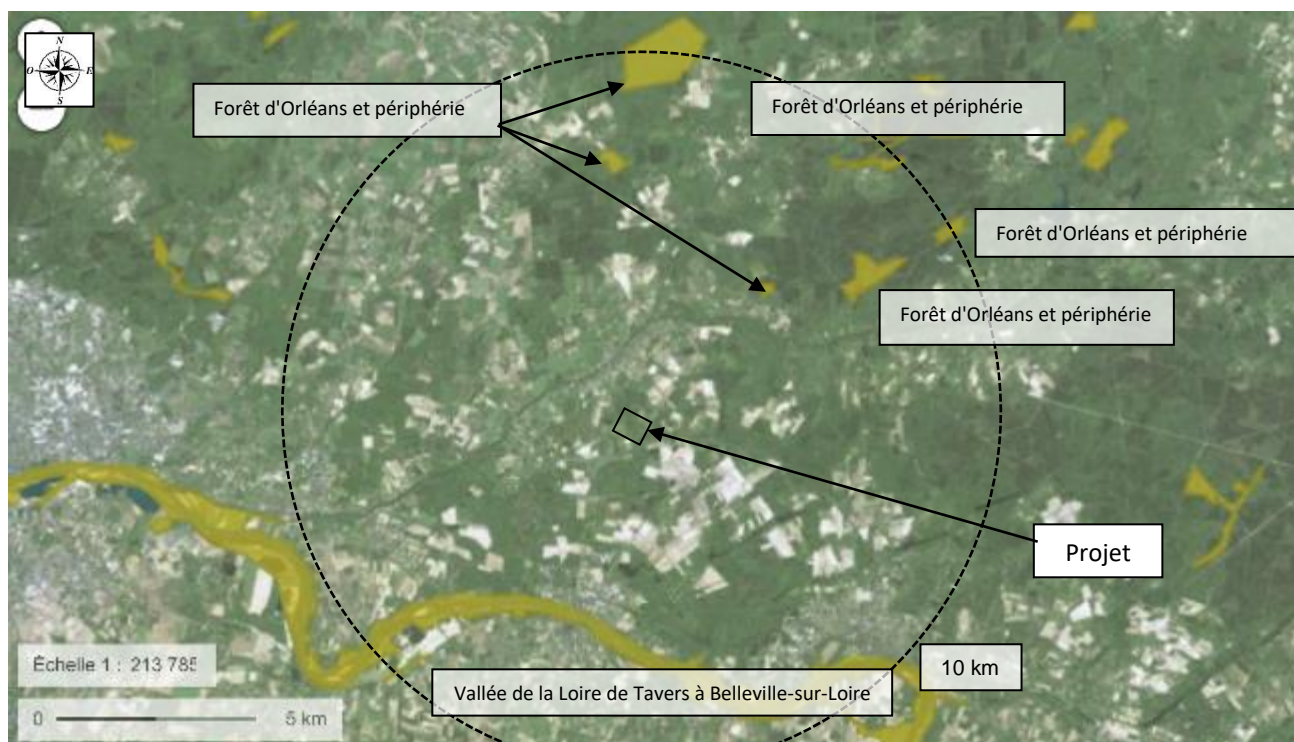 N
O
E
S
Forêt d'Orléans et périphérie
Forêt d'Orléans et périphérie
Forêt d'Orléans et périphérie
Forêt d'Orléans et périphérie
Projet
10 km
Vallée de la Loire de Tavers à Belleville-sur-Loire
Échelle 1 : 213 785
0 5 km